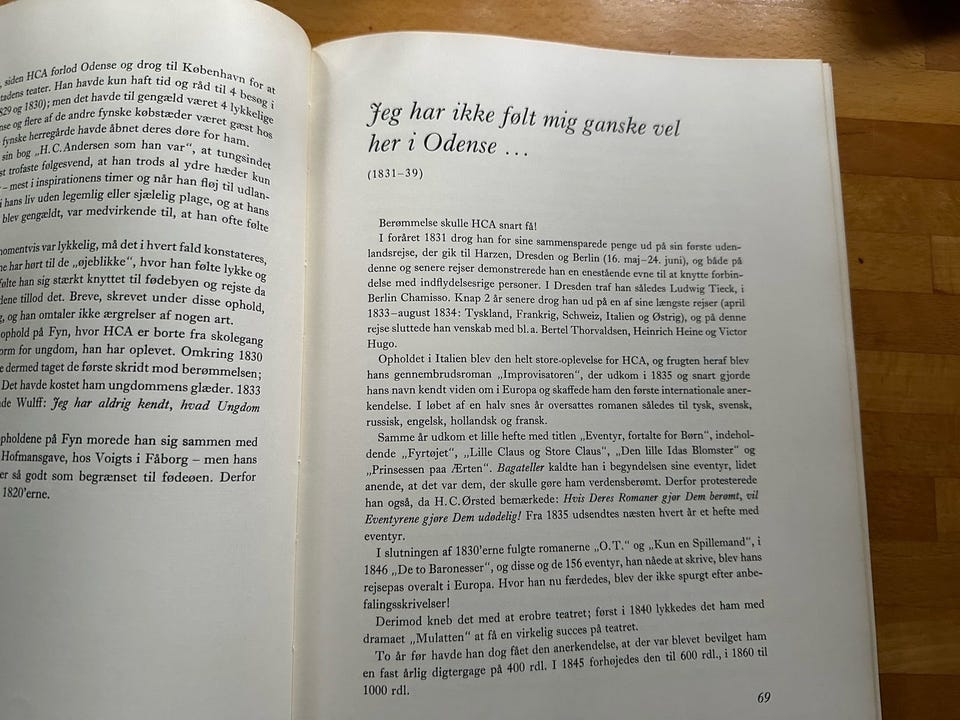 , siden HCA forlod Odense og drog til København for at
tadens teater. Han havde kun haft tid og råd til 4 besøg i
829 og 1830); men det havde til gengæld været 4 lykkelige
nse og flere af de andre fynske købstæder været gæst hos
fynske herregårde havde åbnet deres døre for ham.
sin bog „H. C. Andersen som han var", at tungsindet
st trofaste følgesvend, at han trods al ydre hæder kun
– mest i inspirationens timer og når han fløj til udlan-
i hans liv uden legemlig eller sjælelig plage, og at hans
blev gengældt, var medvirkende til, at han ofte følte
omentvis var lykkelig, må det i hvert fald konstateres,
ne har hørt til de „øjeblikke", hvor han følte lykke og
følte han sig stærkt knyttet til fødebyen og rejste da
dene tillod det. Breve, skrevet under disse ophold,
g, og han omtaler ikke ærgrelser af nogen art.
ophold på Fyn, hvor HCA er borte fra skolegang
orm for ungdom, han har oplevet. Omkring 1830
e dermed taget de første skridt mod berømmelsen;
Det havde kostet ham ungdommens glæder. 1833
de Wulff: Jeg har aldrig kendt, hvad Ungdom
pholdene på Fyn morede han sig sammen med
Hofmansgave, hos Voigts i Fåborg – men hans
er så godt som begrænset til fødeøen. Derfor
1820'erne.
Jeg har ikke følt mig ganske vel
her i Odense ...
(1831–39)
Berømmelse skulle HCA snart få!
I foråret 1831 drog han for sine sammensparede penge ud på sin første uden-
landsrejse, der gik til Harzen, Dresden og Berlin (16. maj–24. juni), og både på
denne og senere rejser demonstrerede han en enestående evne til at knytte forbin-
delse med indflydelsesrige personer. I Dresden traf han således Ludwig Tieck, i
Berlin Chamisso. Knap 2 år senere drog han ud på en af sine længste rejser (april
1833–august 1834: Tyskland, Frankrig, Schweiz, Italien og Østrig), og på denne
rejse sluttede han venskab med bl.a. Bertel Thorvaldsen, Heinrich Heine og Victor
Hugo.
Opholdet i Italien blev den helt store oplevelse for HCA, og frugten heraf blev
hans gennembrudsroman „Improvisatoren", der udkom i 1835 og snart gjorde
hans navn kendt viden om i Europa og skaffede ham den første internationale aner-
kendelse. I løbet af en halv snes år oversattes romanen således til tysk, svensk,
russisk, engelsk, hollandsk og fransk.
Samme år udkom et lille hefte med titlen „Eventyr, fortalte for Børn", indehol-
dende „Fyrtøjet", „Lille Claus og Store Claus", „Den lille Idas Blomster" og
„Prinsessen paa Ærten". Bagateller kaldte han i begyndelsen sine eventyr, lidet
anende, at det var dem, der skulle gøre ham verdensberømt. Derfor protesterede
han også, da H. C. Ørsted bemærkede: Hvis Deres Romaner gjør Dem berømt, vil
Eventyrene gjøre Dem udødelig! Fra 1835 udsendtes næsten hvert år et hefte med
eventyr.
I slutningen af 1830'erne fulgte romanerne „O. T." og „Kun en Spillemand", i
1846 „De to Baronesser", og disse og de 156 eventyr, han nåede at skrive, blev hans
rejsepas overalt i Europa. Hvor han nu færdedes, blev der ikke spurgt efter anbe-
falingsskrivelser!
Derimod kneb det med at erobre teatret; først i 1840 lykkedes det ham med
dramaet „Mulatten" at få en virkelig succes på teatret.
To år før havde han dog fået den anerkendelse, at der var blevet bevilget ham
en fast årlig digtergage på 400 rdl. I 1845 forhøjedes den til 600 rdl., i 1860 til
1000 rdl.
69